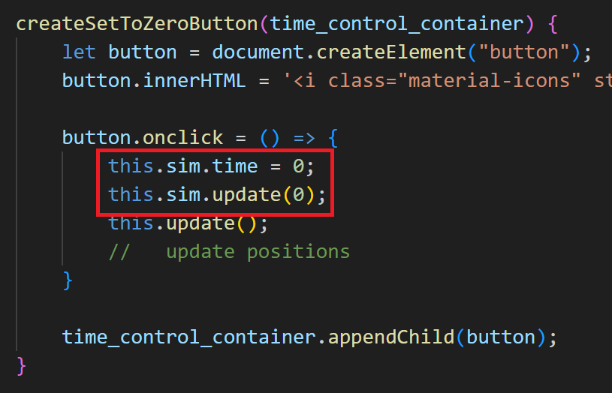 createSetToZeroButton(time_control_container) {
    let button = document.createElement("button");
    button.innerHTML = '<i class="material-icons" st

    button.onclick = () => {
        this.sim.time = 0;
        this.sim.update(0);
        this.update();
        //   update positions
    }

    time_control_container.appendChild(button);
}